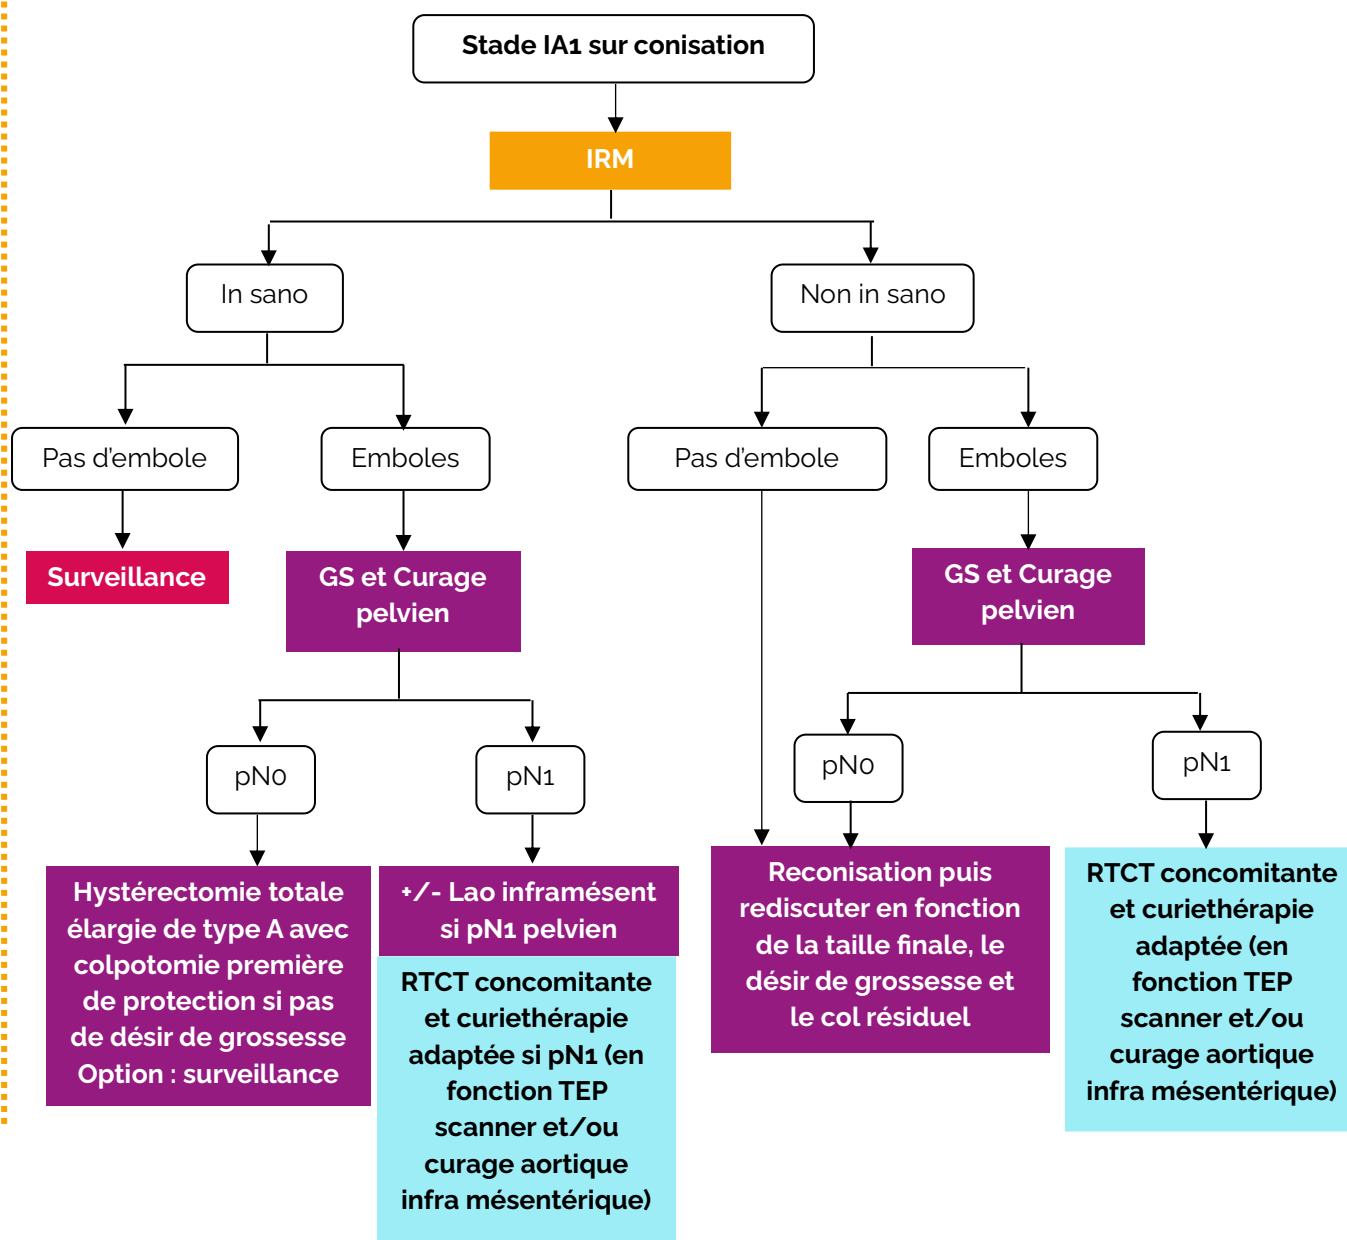 Stade IA1 sur conisation
IRM
In sano
Non in sano
Pas d'embole
Emboles
Pas d'embole
Emboles
Surveillance
GS et Curage
pelvien
GS et Curage
pelvien
pN0
pN1
pN0
pN1
Hystérectomie totale
élargie de type A avec
colpotomie première
de protection si pas
de désir de grossesse
Option : surveillance
+/- Lao inframésent
si pN1 pelvien
RTCT concomitante
et curiethérapie
adaptée si pN1 (en
fonction TEP
scanner et/ou
curage aortique
infra mésentérique)
Reconisation puis
rediscuter en fonction
de la taille finale, le
désir de grossesse et
le col résiduel
RTCT concomitante
et curiethérapie
adaptée (en
fonction TEP
scanner et/ou
curage aortique
infra mésentérique)